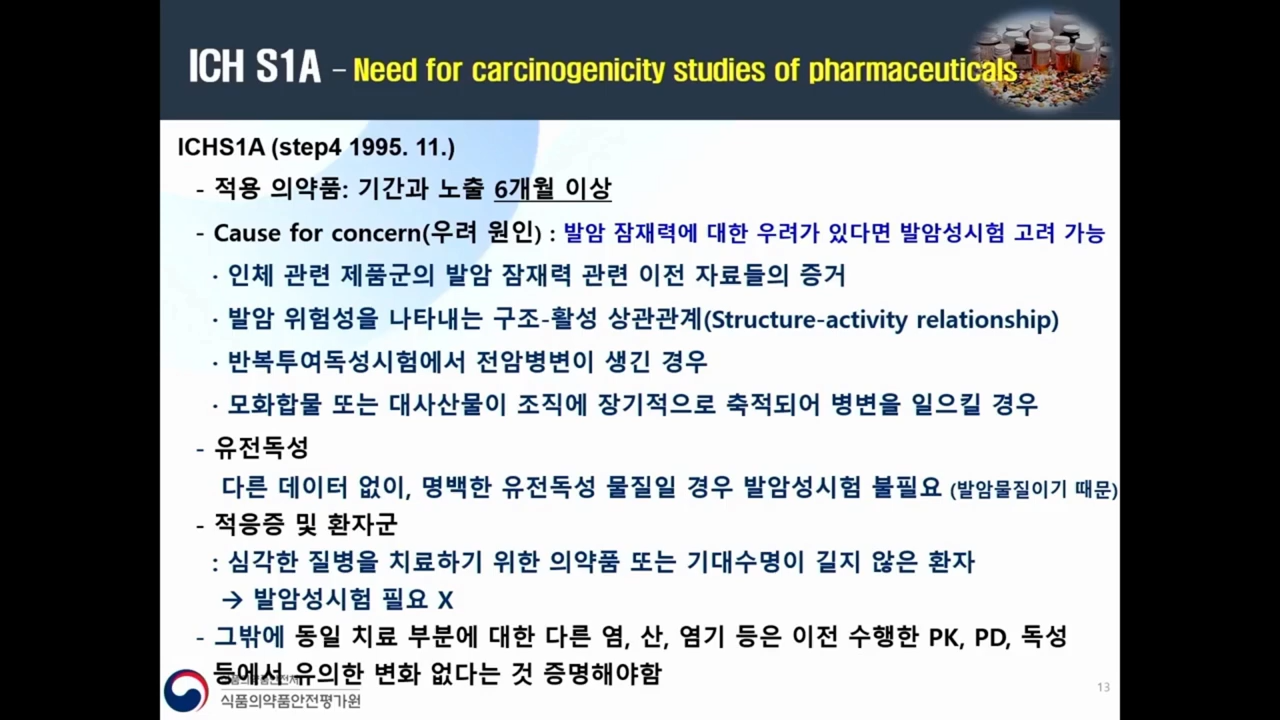 ICH S1A – Need for carcinogenicity studies of pharmaceuticals
ICHS1A (step4 1995. 11.)
- 적용 의약품: 기간과 노출 6개월 이상
- Cause for concern(우려 원인) : 발암 잠재력에 대한 우려가 있다면 발암성시험 고려 가능
· 인체 관련 제품군의 발암 잠재력 관련 이전 자료들의 증거
· 발암 위험성을 나타내는 구조-활성 상관관계(Structure-activity relationship)
· 반복투여독성시험에서 전암병변이 생긴 경우
· 모화합물 또는 대사산물이 조직에 장기적으로 축적되어 병변을 일으킬 경우
- 유전독성
다른 데이터 없이, 명백한 유전독성 물질일 경우 발암성시험 불필요 (발암물질이기 때문)
- 적응증 및 환자군
: 심각한 질병을 치료하기 위한 의약품 또는 기대수명이 길지 않은 환자
→ 발암성시험 필요 X
- 그밖에 동일 치료 부분에 대한 다른 염, 산, 염기 등은 이전 수행한 PK, PD, 독성
등에서 유의한 변화 없다는 것 증명해야함
식품의약품안전처
식품의약품안전평가원
13